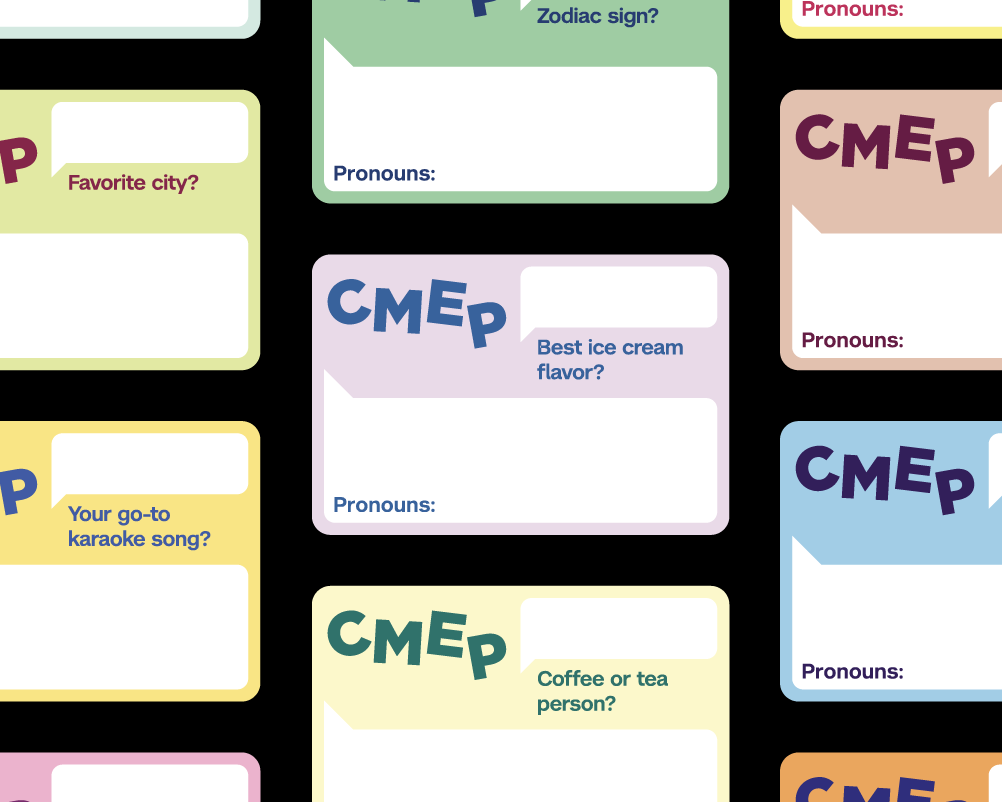 P
Favorite city?
P
Your go-to
karaoke song?
P
Zodiac sign?
Pronouns:
CMEP
Best ice cream
flavor?
Pronouns:
CMEP
Coffee or tea
person?
Pronouns:
CMEP
Pronouns:
CMEP
Pronouns:
CMEP